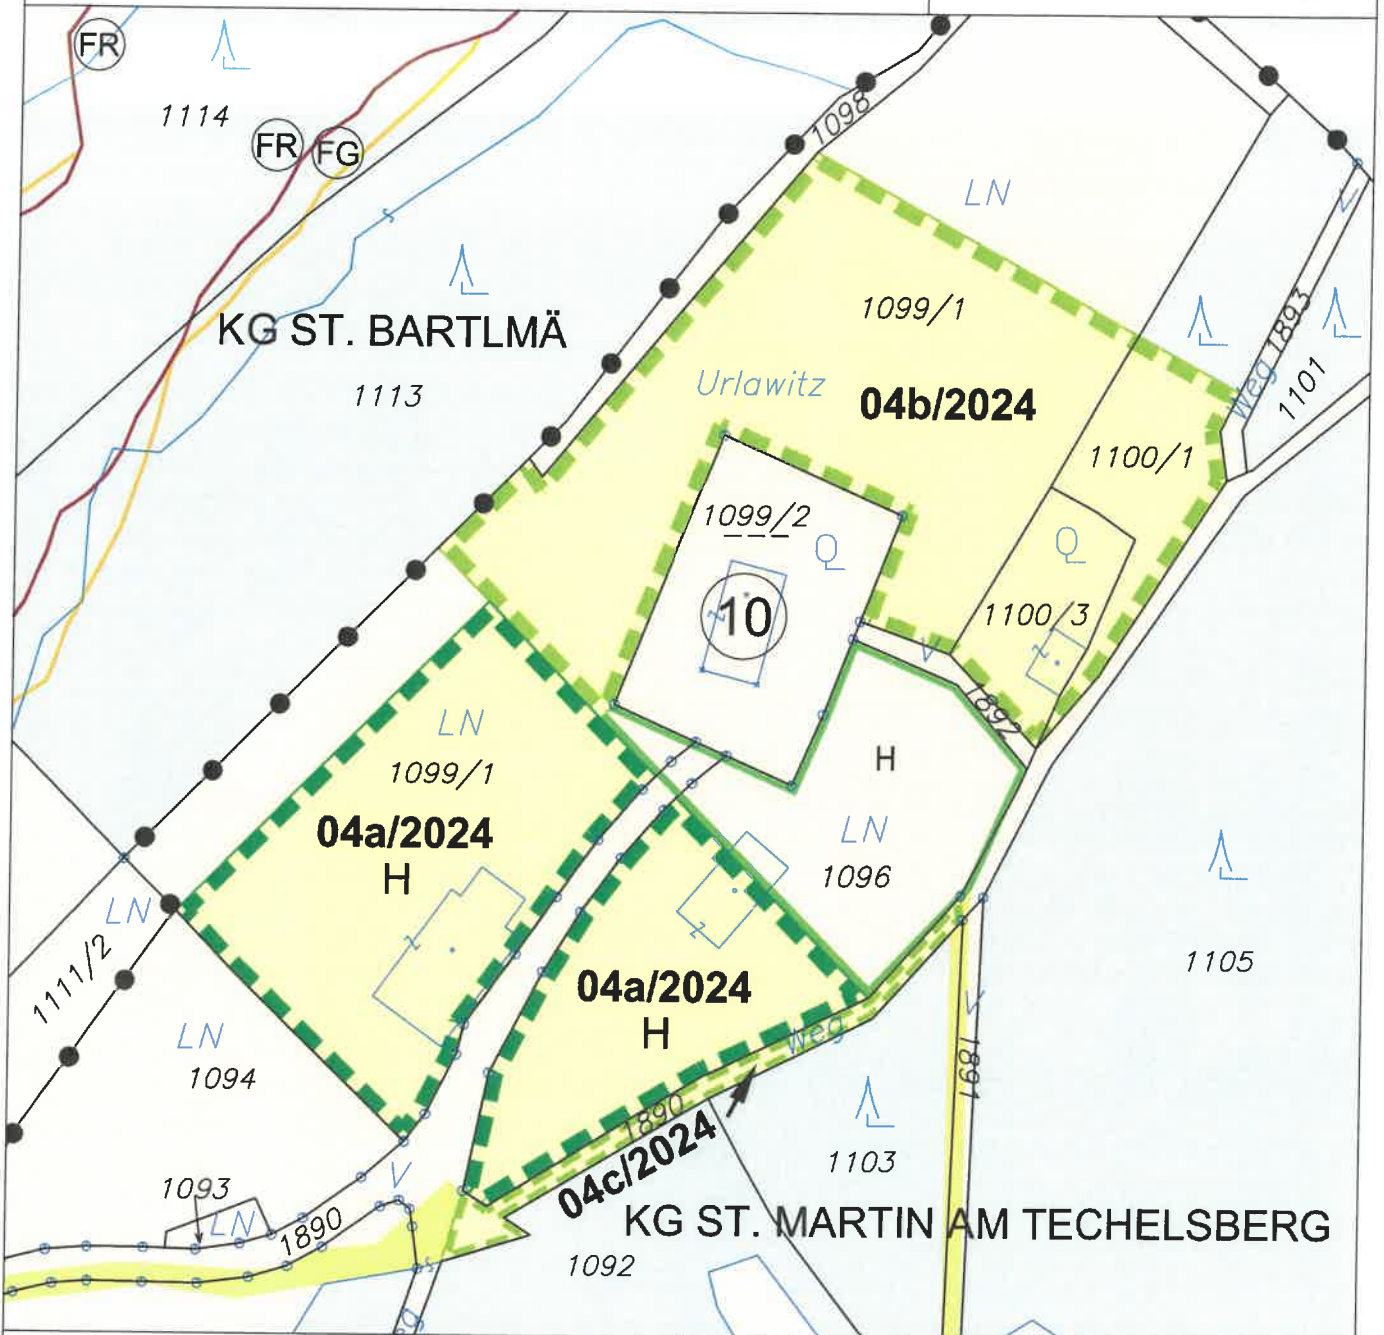 FR
1114
FR
FG
1098
LN
KG ST. BARTLMÄ
1113
1099/1
Urlawitz
04b/2024
Weg
1893
1101
1100/1
1099/2
Q
Q
10
1100/3
V
1892
LN
1099/1
04a/2024
H
H
LN
1096
LN
1111/2
04a/2024
H
1105
LN
1094
Weg
V
1891
1890
04c/2024
1103
1093
LN
V
1890
KG ST. MARTIN AM TECHELSBERG
1092